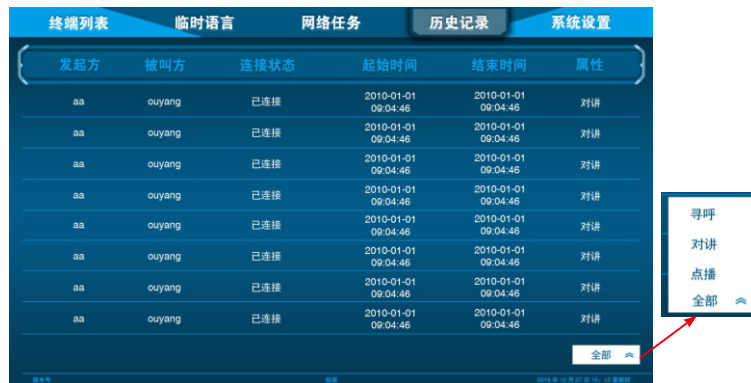 终端列表 临时语言 网络任务 历史记录 系统设置
发起方 被叫方 连接状态 起始时间 结束时间 属性
aa ouyang 已连接 2010-01-01 09:04:46 2010-01-01 09:04:46 对讲
aa ouyang 已连接 2010-01-01 09:04:46 2010-01-01 09:04:46 对讲
aa ouyang 已连接 2010-01-01 09:04:46 2010-01-01 09:04:46 对讲
aa ouyang 已连接 2010-01-01 09:04:46 2010-01-01 09:04:46 对讲
aa ouyang 已连接 2010-01-01 09:04:46 2010-01-01 09:04:46 对讲
aa ouyang 已连接 2010-01-01 09:04:46 2010-01-01 09:04:46 对讲
aa ouyang 已连接 2010-01-01 09:04:46 2010-01-01 09:04:46 对讲
aa ouyang 已连接 2010-01-01 09:04:46 2010-01-01 09:04:46 对讲
全部
版本号
寻呼
对讲
点播
全部